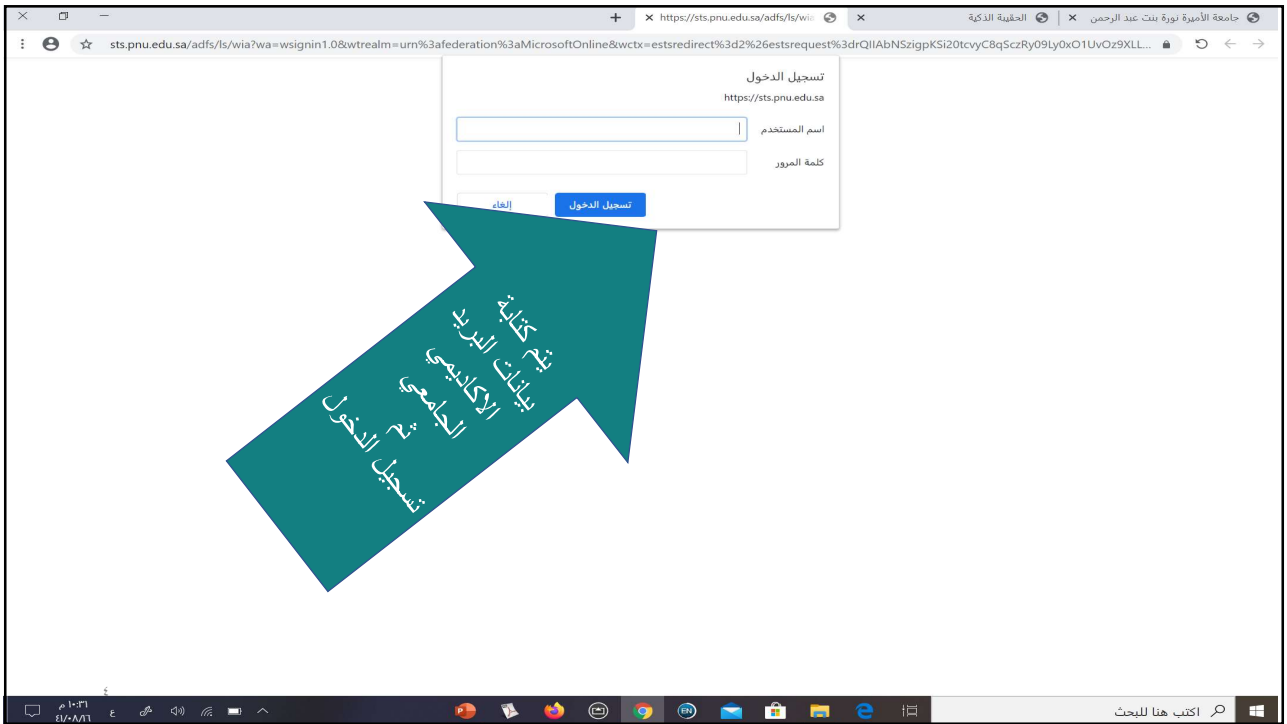 جامعة الأميرة نورة بنت عبد الرحمن
الحقيبة الذكية
https://sts.pnu.edu.sa/adfs/ls/wia
sts.pnu.edu.sa/adfs/ls/wia?wa=wsignin1.0&wtrealm=urn%3afederation%3aMicrosoftOnline&wctx=estsredirect%3d2%26estsrequest%3drQIIAbNSzigpKSi20tcvyC8qSczRy09Ly0xO1UvOz9XLL...
تسجيل الدخول
https://sts.pnu.edu.sa
اسم المستخدم
كلمة المرور
تسجيل الدخول
إلغاء
يتم كتابة
بيانات البريد
الاكاديمي
الجامعي
ثم
تسجيل الدخول
٤
اكتب هنا للبحث
EN
ع
١٠:٣١ م
٤١/٠٨/١٦